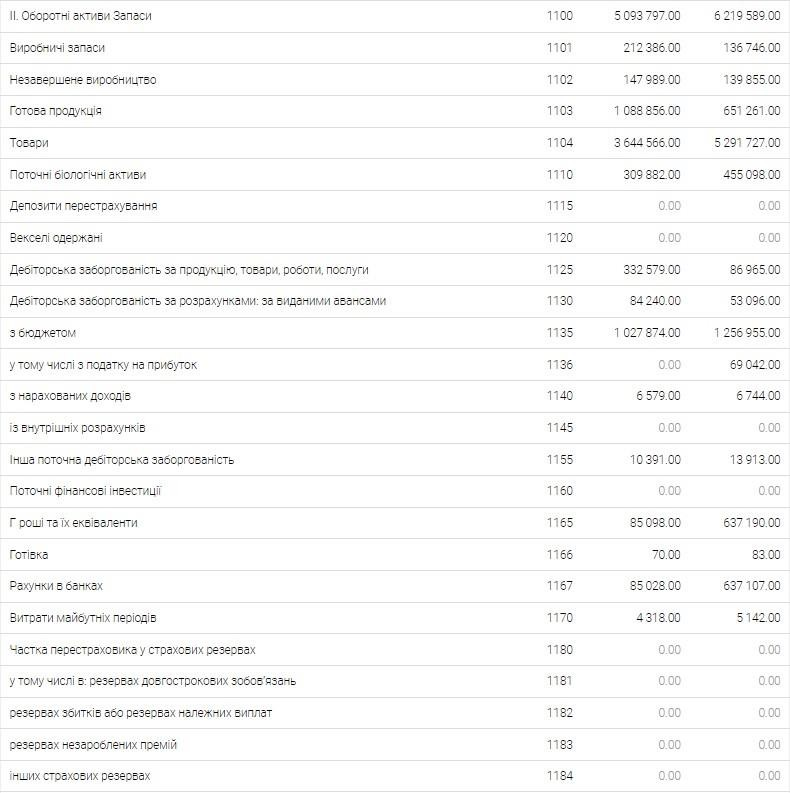 II. Оборотні активи Запаси 1100 5 093 797.00 6 219 589.00
Виробничі запаси 1101 212 386.00 136 746.00
Незавершене виробництво 1102 147 989.00 139 855.00
Готова продукція 1103 1 088 856.00 651 261.00
Товари 1104 3 644 566.00 5 291 727.00
Поточні біологічні активи 1110 309 882.00 455 098.00
Депозити перестрахування 1115 0.00 0.00
Векселі одержані 1120 0.00 0.00
Дебіторська заборгованість за продукцію, товари, роботи, послуги 1125 332 579.00 86 965.00
Дебіторська заборгованість за розрахунками: за виданими авансами 1130 84 240.00 53 096.00
з бюджетом 1135 1 027 874.00 1 256 955.00
у тому числі з податку на прибуток 1136 0.00 69 042.00
з нарахованих доходів 1140 6 579.00 6 744.00
із внутрішніх розрахунків 1145 0.00 0.00
Інша поточна дебіторська заборгованість 1155 10 391.00 13 913.00
Поточні фінансові інвестиції 1160 0.00 0.00
Г роші та їх еквіваленти 1165 85 098.00 637 190.00
Готівка 1166 70.00 83.00
Рахунки в банках 1167 85 028.00 637 107.00
Витрати майбутніх періодів 1170 4 318.00 5 142.00
Частка перестраховика у страхових резервах 1180 0.00 0.00
у тому числі в: резервах довгострокових зобов'язань 1181 0.00 0.00
резервах збитків або резервах належних виплат 1182 0.00 0.00
резервах незароблених премій 1183 0.00 0.00
інших страхових резервах 1184 0.00 0.00